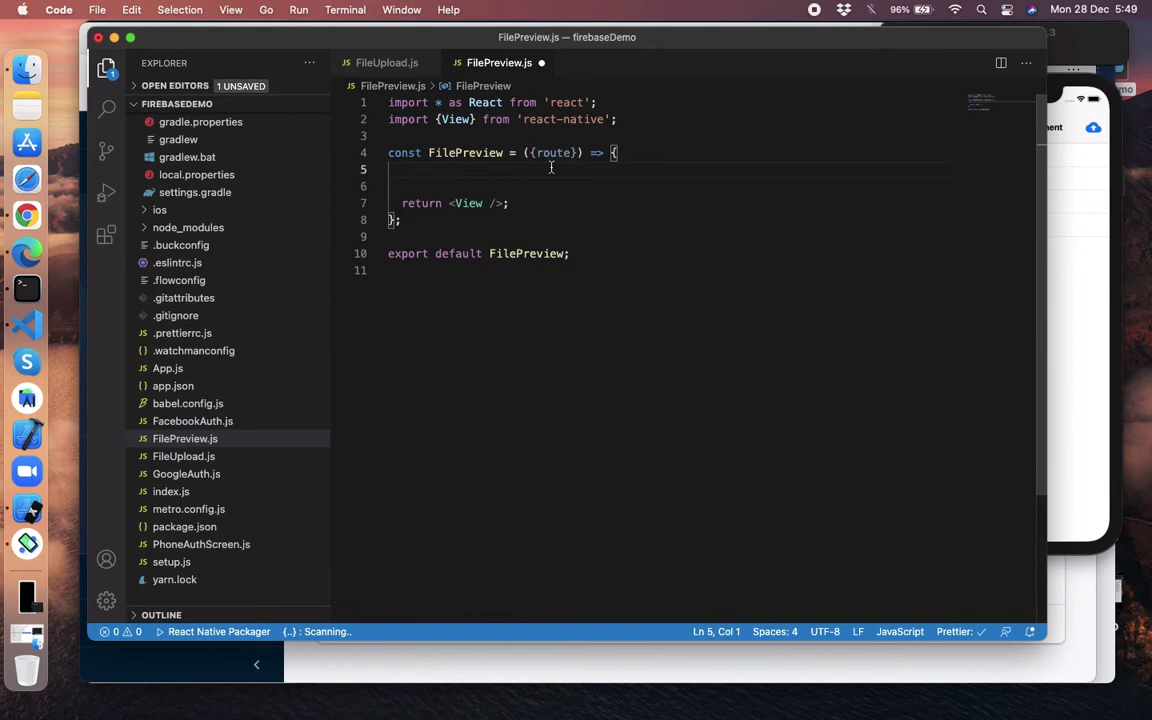 Code File Edit Selection View Go Run Terminal Window Help 96% Mon 28 Dec 5:49
FilePreview.js — firebaseDemo
EXPLORER
FileUpload.js
FilePreview.js
OPEN EDITORS 1 UNSAVED
FilePreview.js > FilePreview
FIREBASEDEMO
gradle.properties
gradlew
gradlew.bat
local.properties
settings.gradle
ios
node_modules
.buckconfig
.eslintrc.js
.flowconfig
.gitattributes
.gitignore
.prettierrc.js
.watchmanconfig
App.js
app.json
babel.config.js
FacebookAuth.js
FilePreview.js
FileUpload.js
GoogleAuth.js
index.js
metro.config.js
package.json
PhoneAuthScreen.js
setup.js
yarn.lock
OUTLINE
1 import * as React from 'react';
2 import {View} from 'react-native';
3
4 const FilePreview = ({route}) => {
5
6
7 return <View />;
8 };
9
10 export default FilePreview;
11
0 0 React Native Packager {..} : Scanning.. Ln 5, Col 1 Spaces: 4 UTF-8 LF JavaScript Prettier: ✓